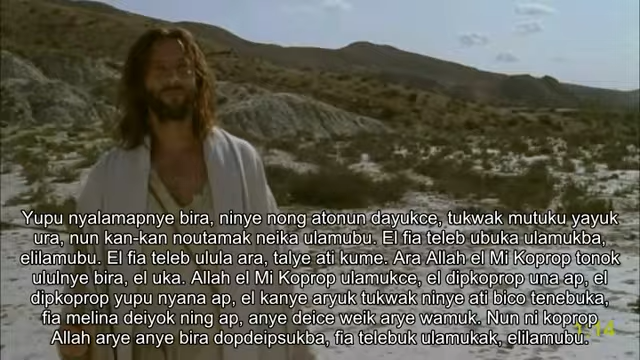 Yupu nyalamapnye bira, ninye nong atonun dayukce, tukwak mutuku yayuk
ura, nun kan-kan noutamak neika ulamubu. El fia teleb ubuka ulamukba,
elilamubu. El fia teleb ulula ara, talye ati kume. Ara Allah el Mi Koprop tonok
ululnye bira, el uka. Allah el Mi Koprop ulamukce, el dipkoprop una ap, el
dipkoprop yupu nyana ap, el kanye aryuk tukwak ninye ati bico tenebuka,
fia melina deiyok ning ap, anye deice weik arye wamuk. Nun ni koprop
Allah arye anye bira dopdeipsukba, fia telebuk ulamukak, elilamubu.